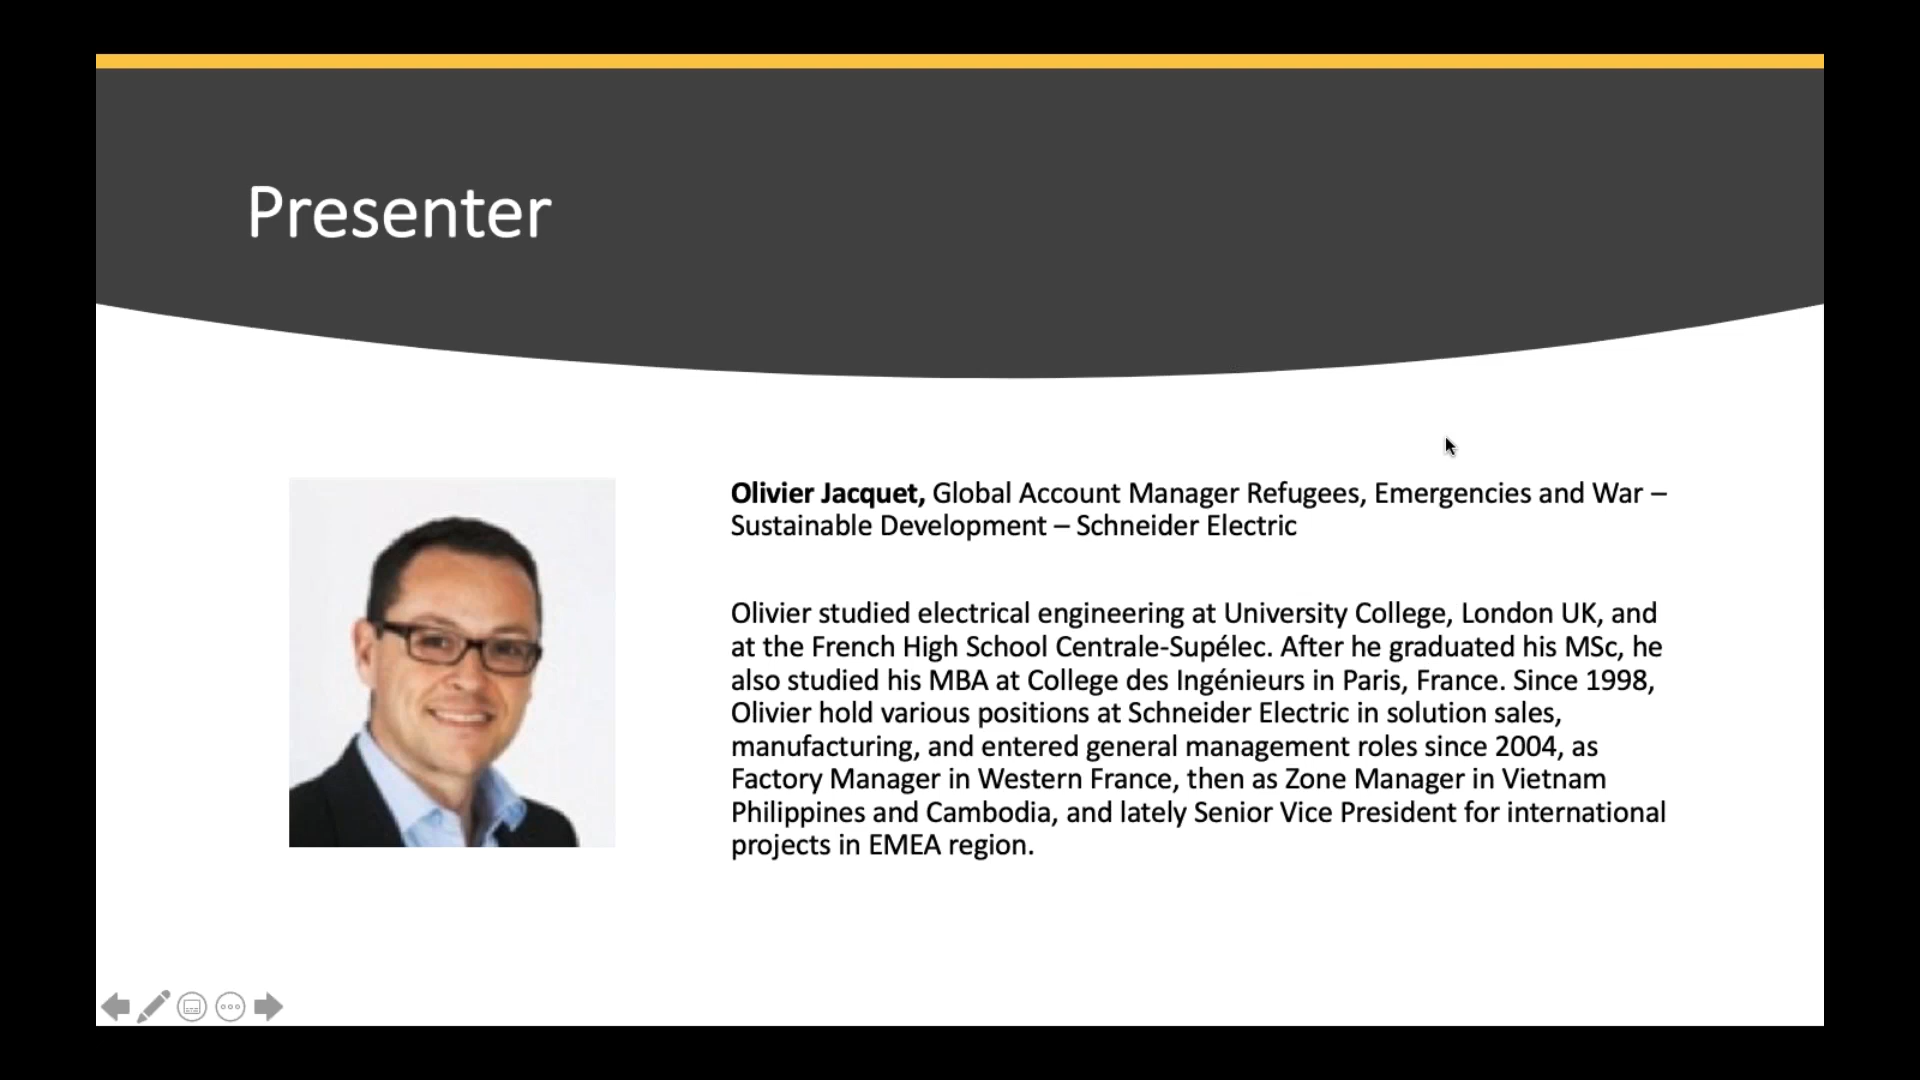 Presenter
Olivier Jacquet, Global Account Manager Refugees, Emergencies and War –
Sustainable Development – Schneider Electric
Olivier studied electrical engineering at University College, London UK, and
at the French High School Centrale-Supélec. After he graduated his MSc, he
also studied his MBA at College des Ingénieurs in Paris, France. Since 1998,
Olivier hold various positions at Schneider Electric in solution sales,
manufacturing, and entered general management roles since 2004, as
Factory Manager in Western France, then as Zone Manager in Vietnam
Philippines and Cambodia, and lately Senior Vice President for international
projects in EMEA region.